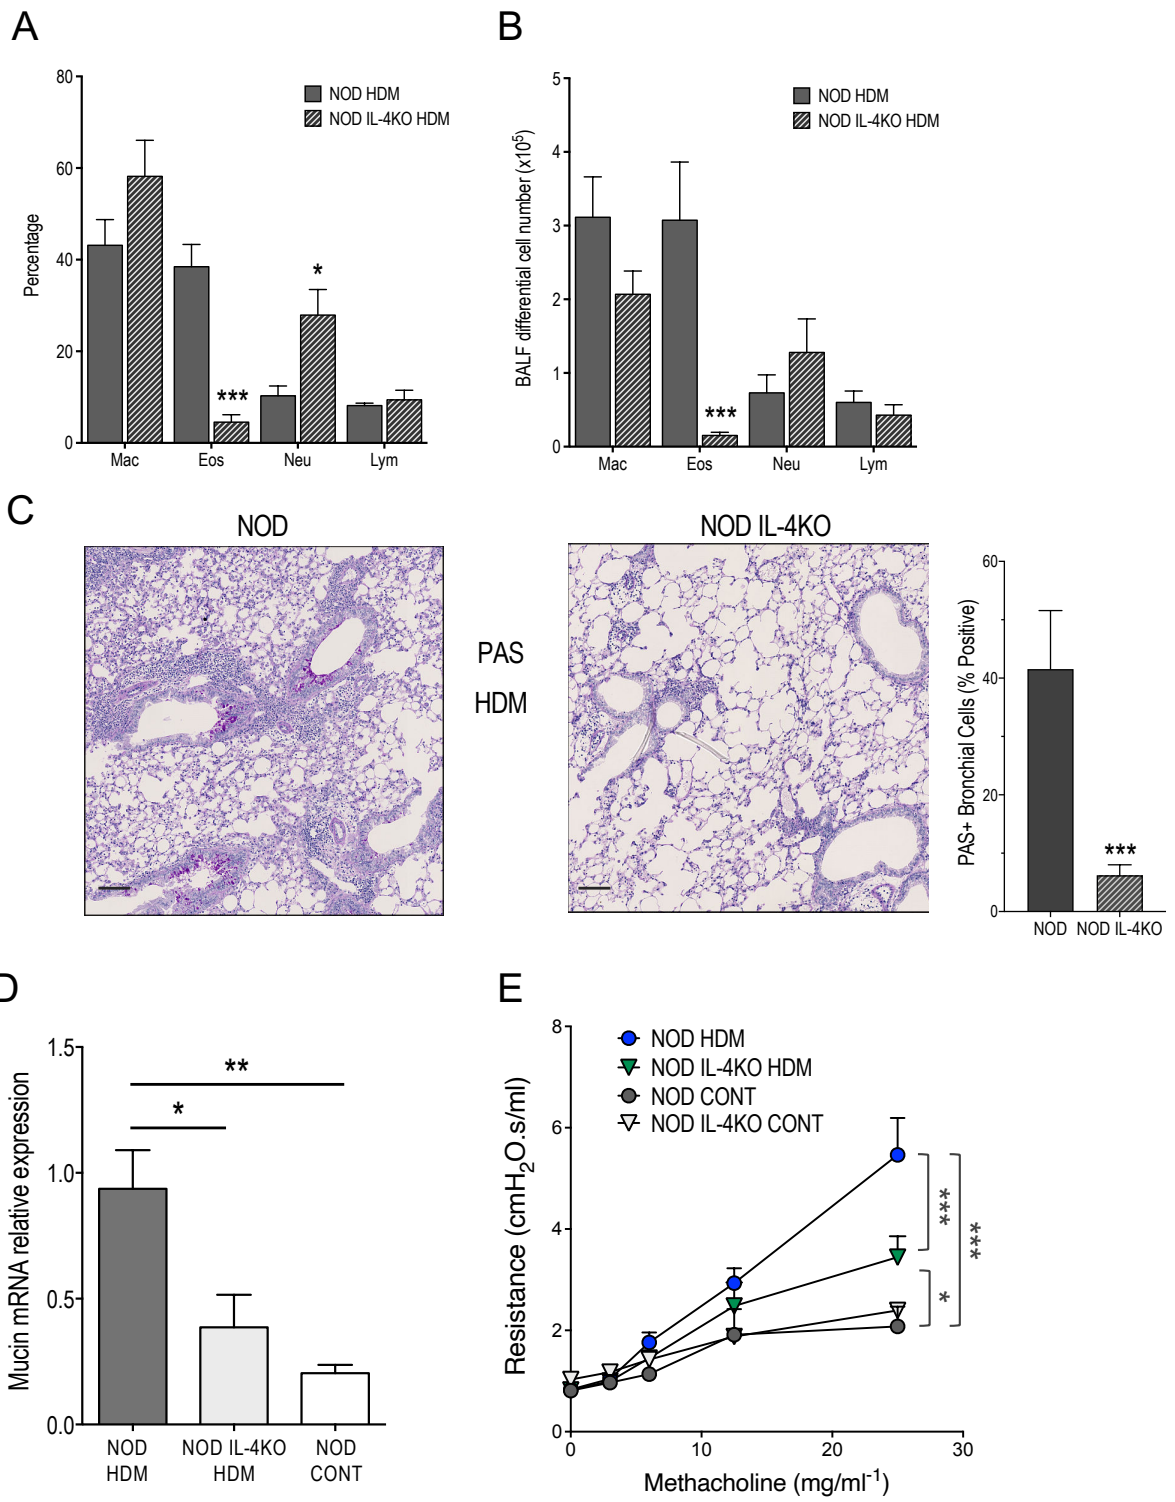 A
80
60
40
20
0
Percentage
NOD HDM
NOD IL-4KO HDM
***
*
Mac Eos Neu Lym
B
5
4
3
2
1
0
BALF differential cell number (x10⁵)
NOD HDM
NOD IL-4KO HDM
***
Mac Eos Neu Lym
C
NOD
PAS
HDM
NOD IL-4KO
60
40
20
0
PAS+ Bronchial Cells (% Positive)
***
NOD NOD IL-4KO
D
1.5
1.0
0.5
0.0
Mucin mRNA relative expression
**
*
NOD HDM
NOD IL-4KO HDM
NOD CONT
E
8
6
4
2
0
Resistance (cmH₂O.s/ml)
NOD HDM
NOD IL-4KO HDM
NOD CONT
NOD IL-4KO CONT
***
***
*
0 10 20 30
Methacholine (mg/ml⁻¹)